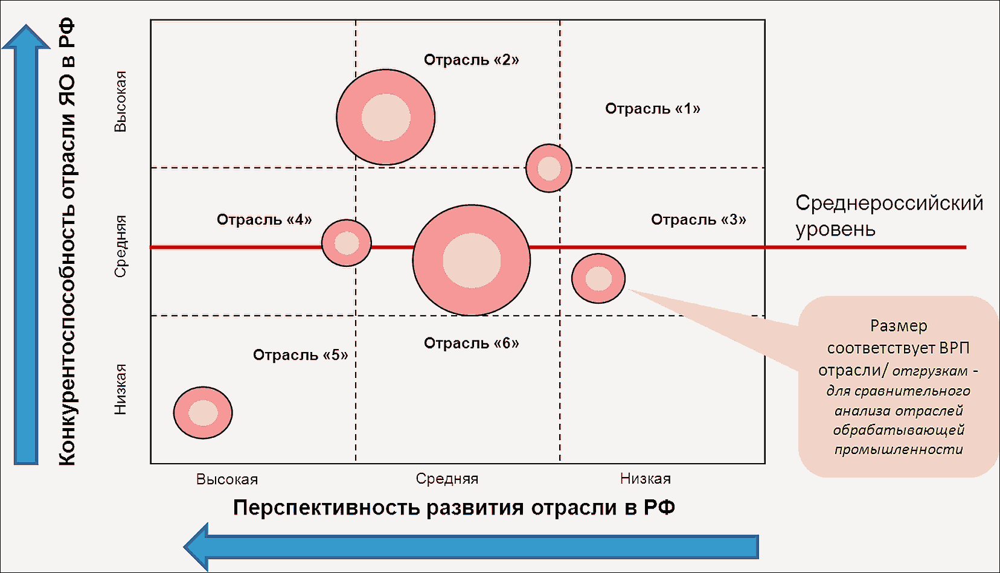 Конкурентоспособность отрасли ЯО в РФ
Высокая
Средняя
Низкая
Отрасль «2»
Отрасль «1»
Отрасль «4»
Отрасль «3»
Отрасль «5»
Отрасль «6»
Среднероссийский
уровень
Размер
соответствует ВРП
отрасли/ отгрузкам -
для сравнительного
анализа отраслей
обрабатывающей
промышленности
Высокая
Средняя
Низкая
Перспективность развития отрасли в РФ